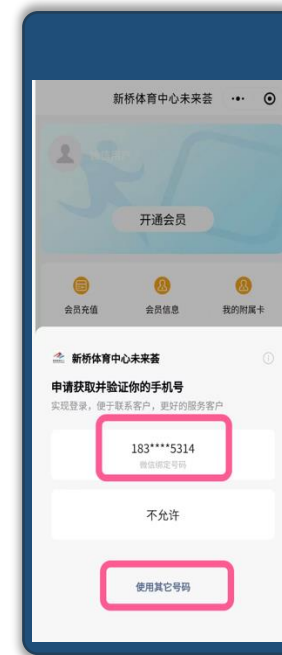 新桥体育中心未来荟
开通会员
会员充值 会员信息 我的附属卡
新桥体育中心未来荟
申请获取并验证你的手机号
实现登录，便于联系客户，更好的服务客户
183****5314
微信绑定号码
不允许
使用其它号码